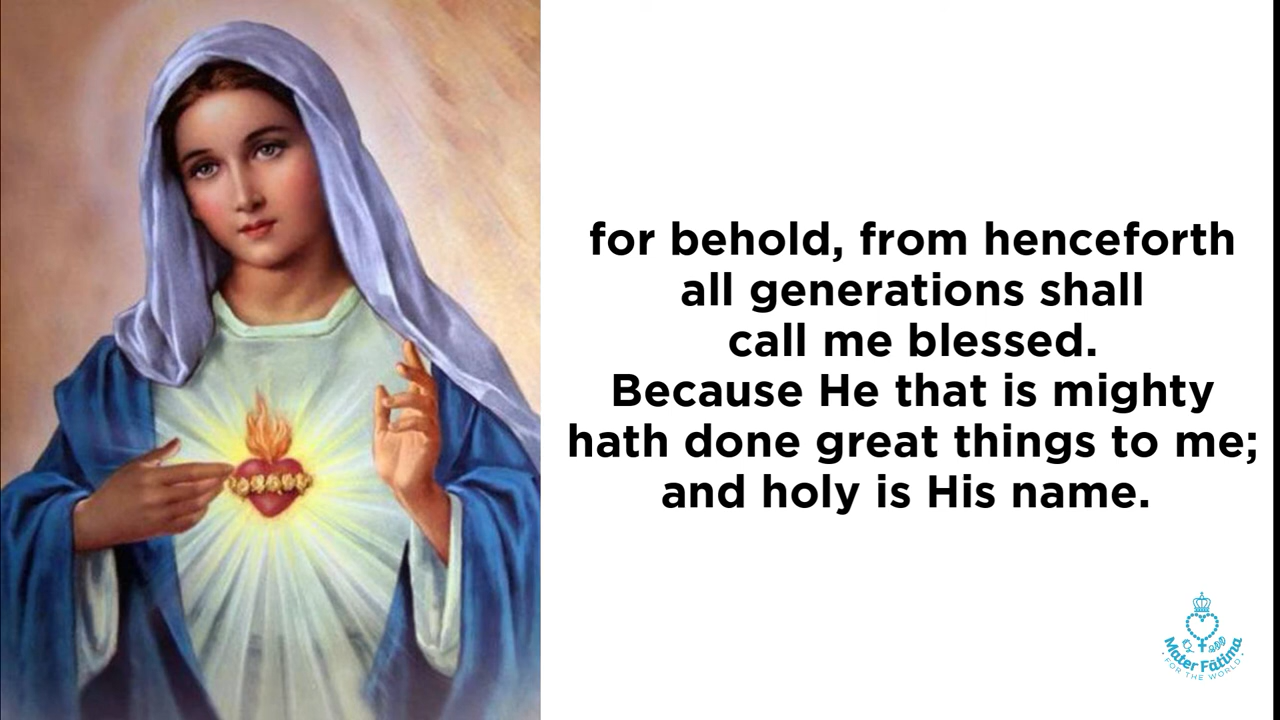 for behold, from henceforth
all generations shall
call me blessed.
Because He that is mighty
hath done great things to me;
and holy is His name.
Mater Fātima
· FOR THE WORLD ·